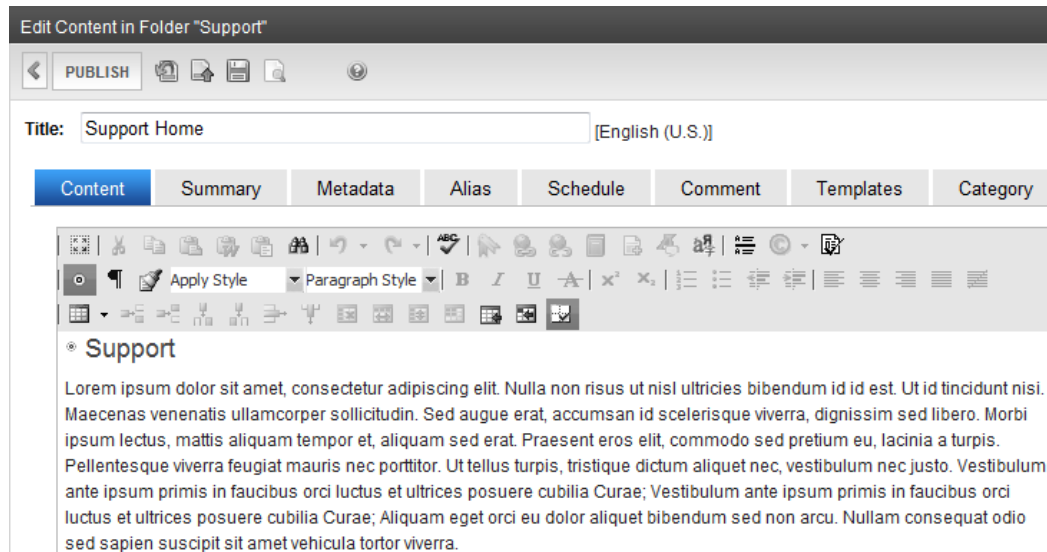 Edit Content in Folder "Support"
PUBLISH
Title: Support Home [English (U.S.)]
Content Summary Metadata Alias Schedule Comment Templates Category
ABC
Apply Style Paragraph Style B I U A x² x₂
Support
Lorem ipsum dolor sit amet, consectetur adipiscing elit. Nulla non risus ut nisl ultricies bibendum id id est. Ut id tincidunt nisi.
Maecenas venenatis ullamcorper sollicitudin. Sed augue erat, accumsan id scelerisque viverra, dignissim sed libero. Morbi
ipsum lectus, mattis aliquam tempor et, aliquam sed erat. Praesent eros elit, commodo sed pretium eu, lacinia a turpis.
Pellentesque viverra feugiat mauris nec porttitor. Ut tellus turpis, tristique dictum aliquet nec, vestibulum nec justo. Vestibulum
ante ipsum primis in faucibus orci luctus et ultrices posuere cubilia Curae; Vestibulum ante ipsum primis in faucibus orci
luctus et ultrices posuere cubilia Curae; Aliquam eget orci eu dolor aliquet bibendum sed non arcu. Nullam consequat odio
sed sapien suscipit sit amet vehicula tortor viverra.